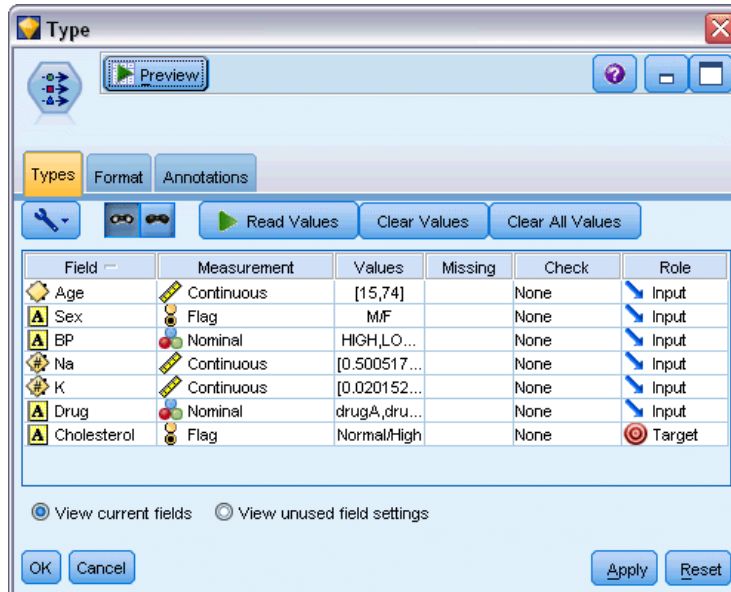 Type
Preview
Types Format Annotations
Read Values Clear Values Clear All Values
Field Measurement Values Missing Check Role
Age Continuous [15,74] None Input
A Sex Flag M/F None Input
A BP Nominal HIGH,LO... None Input
# Na Continuous [0.500517... None Input
# K Continuous [0.020152... None Input
A Drug Nominal drugA,dru... None Input
A Cholesterol Flag Normal/High None Target
View current fields View unused field settings
OK Cancel Apply Reset